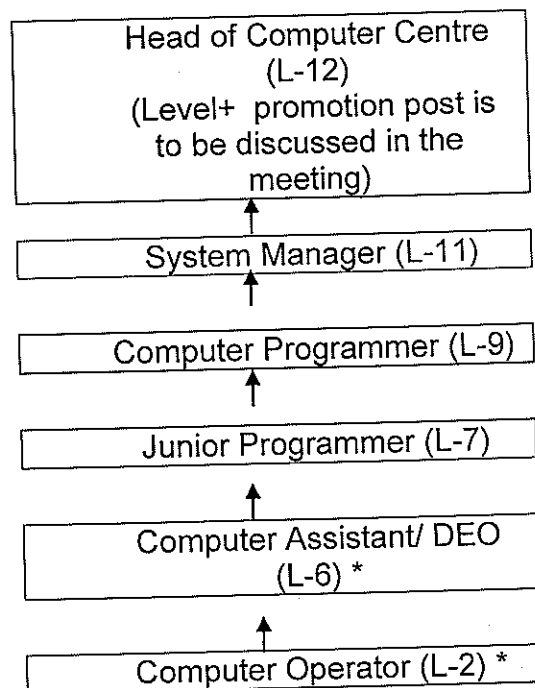 Head of Computer Centre
(L-12)
(Level+ promotion post is
to be discussed in the
meeting)
System Manager (L-11)
Computer Programmer (L-9)
Junior Programmer (L-7)
Computer Assistant/ DEO
(L-6) *
Computer Operator (L-2) *